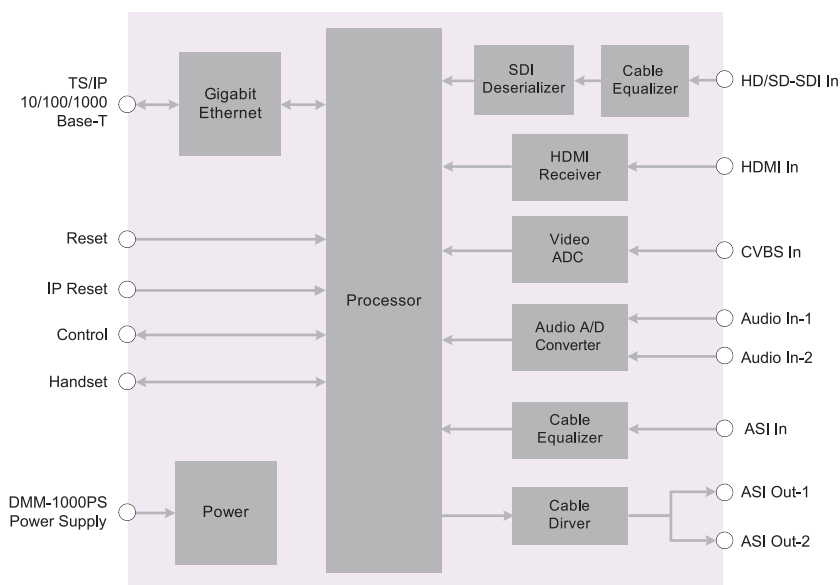 TS/IP
10/100/1000
Base-T
Gigabit
Ethernet
Reset
IP Reset
Control
Handset
DMM-1000PS
Power Supply
Power
Processor
SDI
Deserializer
Cable
Equalizer
HD/SD-SDI In
HDMI
Receiver
HDMI In
Video
ADC
CVBS In
Audio A/D
Converter
Audio In-1
Audio In-2
Cable
Equalizer
ASI In
Cable
Dirver
ASI Out-1
ASI Out-2